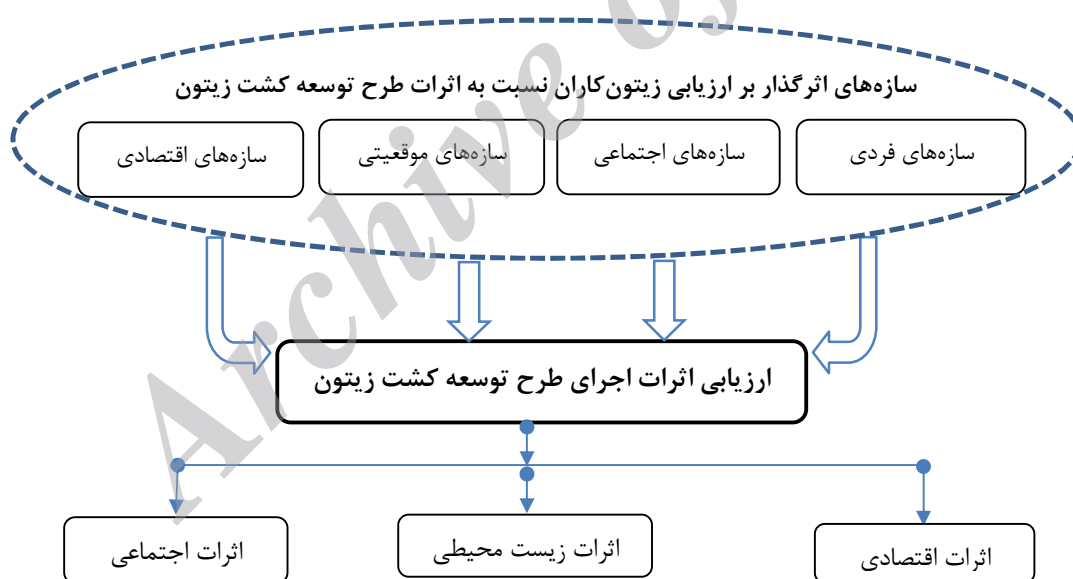 سازه‌های اثرگذار بر ارزیابی زیتون‌کاران نسبت به اثرات طرح توسعه کشت زیتون
سازه‌های فردی
سازه‌های اجتماعی
سازه‌های موقعیتی
سازه‌های اقتصادی
ارزیابی اثرات اجرای طرح توسعه کشت زیتون
اثرات اقتصادی
اثرات زیست محیطی
اثرات اجتماعی
Archive of